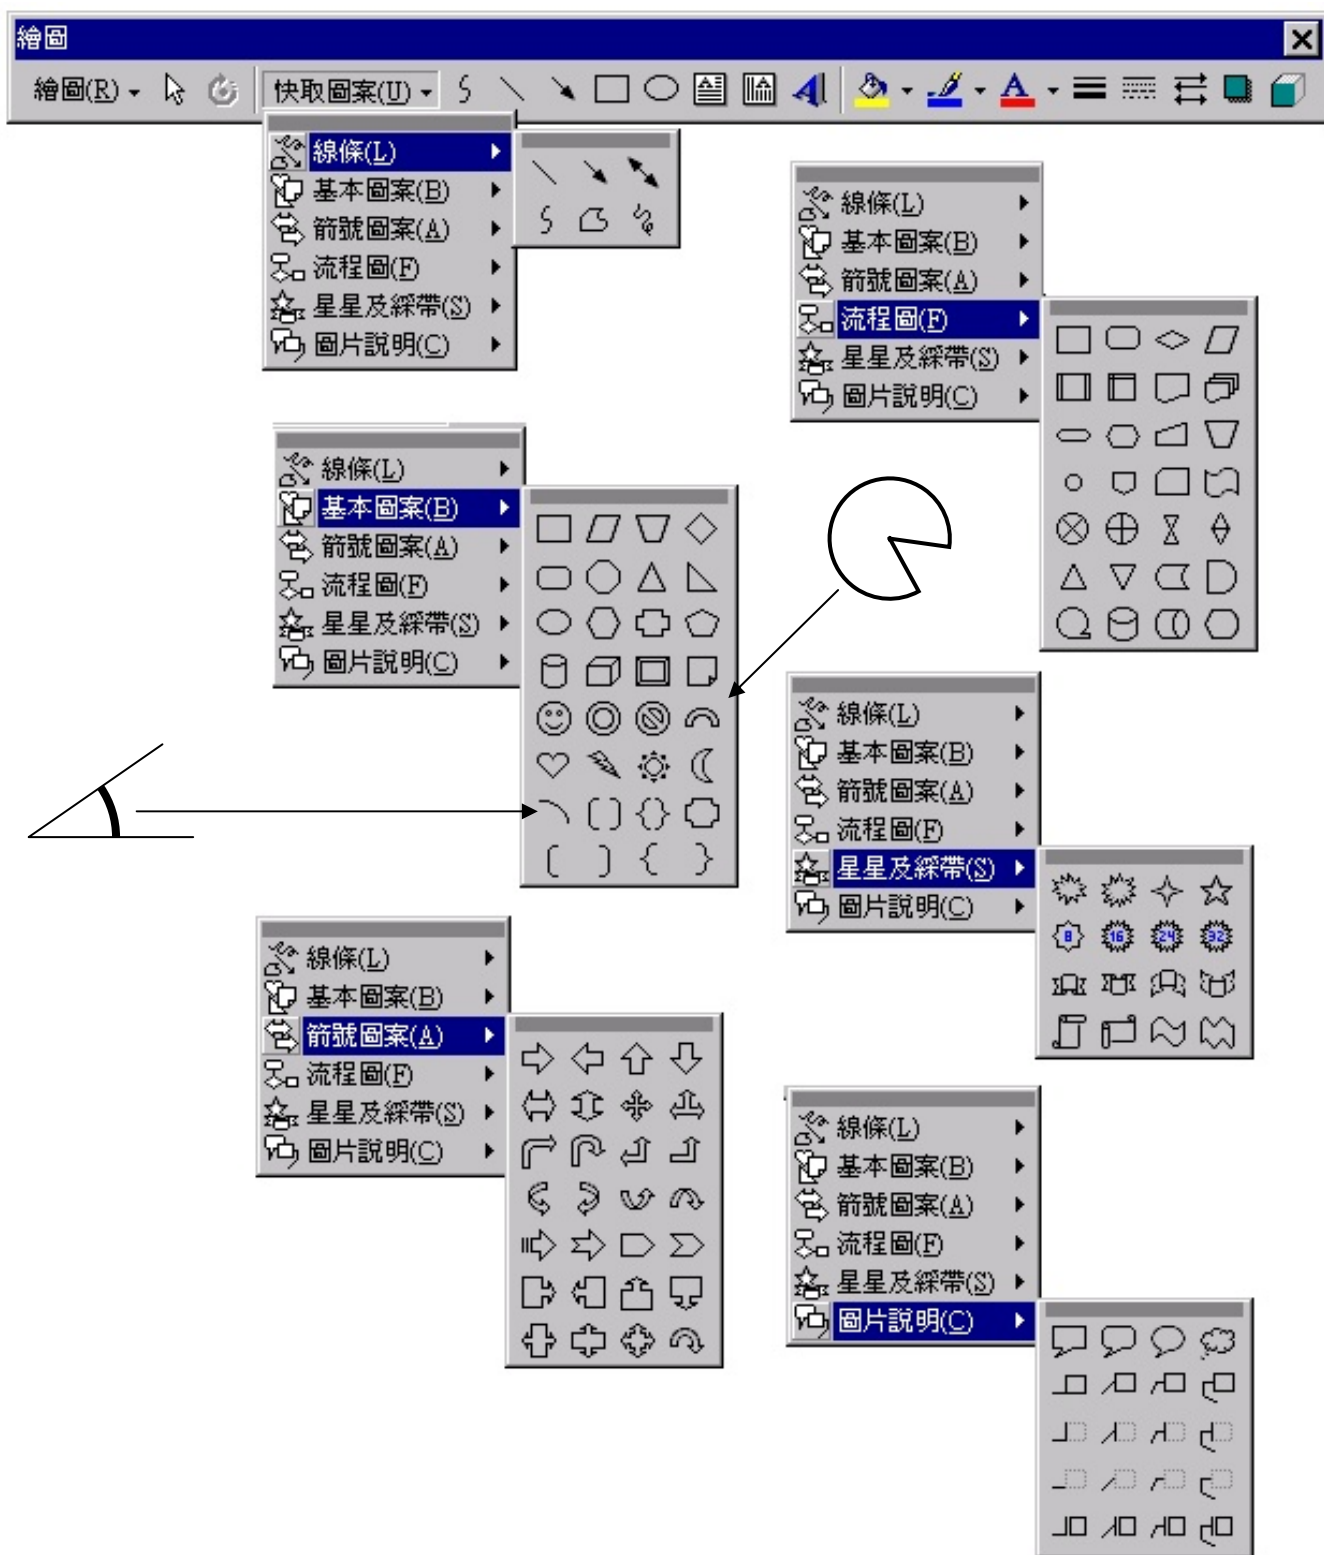 繪圖
繪圖(R) 快取圖案(U) A A
線條(L)
基本圖案(B)
箭號圖案(A)
流程圖(F)
星星及綵帶(S)
圖片說明(C)
線條(L)
基本圖案(B)
箭號圖案(A)
流程圖(F)
星星及綵帶(S)
圖片說明(C)
線條(L)
基本圖案(B)
箭號圖案(A)
流程圖(F)
星星及綵帶(S)
圖片說明(C)
線條(L)
基本圖案(B)
箭號圖案(A)
流程圖(F)
星星及綵帶(S)
圖片說明(C)
8 16 24 32
線條(L)
基本圖案(B)
箭號圖案(A)
流程圖(F)
星星及綵帶(S)
圖片說明(C)
線條(L)
基本圖案(B)
箭號圖案(A)
流程圖(F)
星星及綵帶(S)
圖片說明(C)